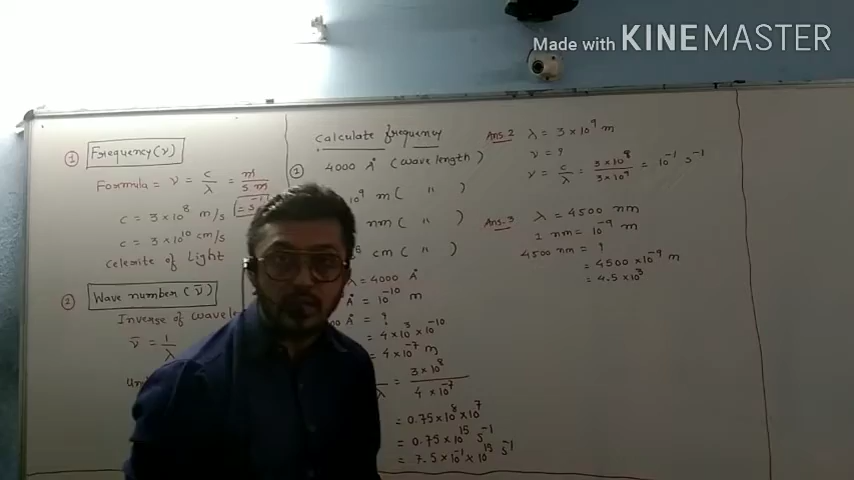 Made with KINEMASTER
① Frequency(ν)
Formula = ν = c/λ = m/s m
= s⁻¹
c = 3 × 10⁸ m/s
c = 3 × 10¹⁰ cm/s
celerite of light
② Wave number (ν̄)
Inverse of wavele
ν̄ = 1/λ
Calculate frequency
① 4000 A° (wave length)
10⁹ m ( " )
nm ( " )
cm ( " )
λ = 4000 A°
A° = 10⁻¹⁰ m
A° = ?
= 4 × 10³ × 10⁻¹⁰
= 4 × 10⁻⁷ m
= 3 × 10⁸ / 4 × 10⁻⁷
= 0.75 × 10⁸ × 10⁷
= 0.75 × 10¹⁵ s⁻¹
= 7.5 × 10⁻¹ × 10¹⁵ s⁻¹
Ans.2 λ = 3 × 10⁹ m
ν = ?
ν = c/λ = 3 × 10⁸ / 3 × 10⁹ = 10⁻¹ s⁻¹
Ans.3 λ = 4500 nm
1 nm = 10⁻⁹ m
4500 nm = ?
= 4500 × 10⁻⁹ m
= 4.5 × 10³